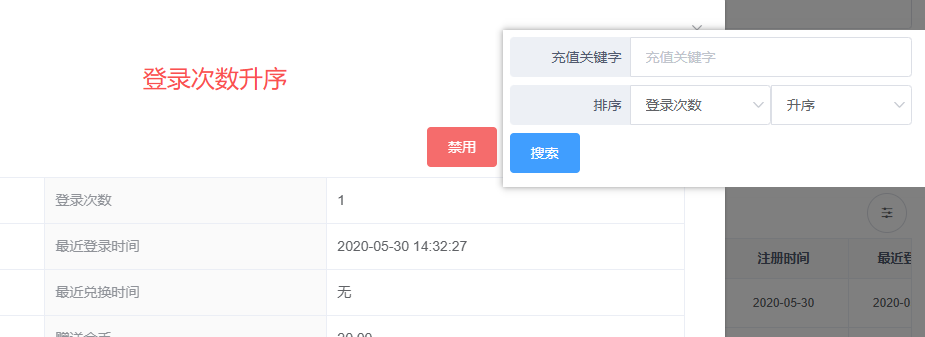 充值关键字
充值关键字
登录次数升序
排序
登录次数
升序
禁用
搜索
登录次数
1
最近登录时间
2020-05-30 14:32:27
注册时间
最近
最近兑换时间
无
2020-05-30
2020-0